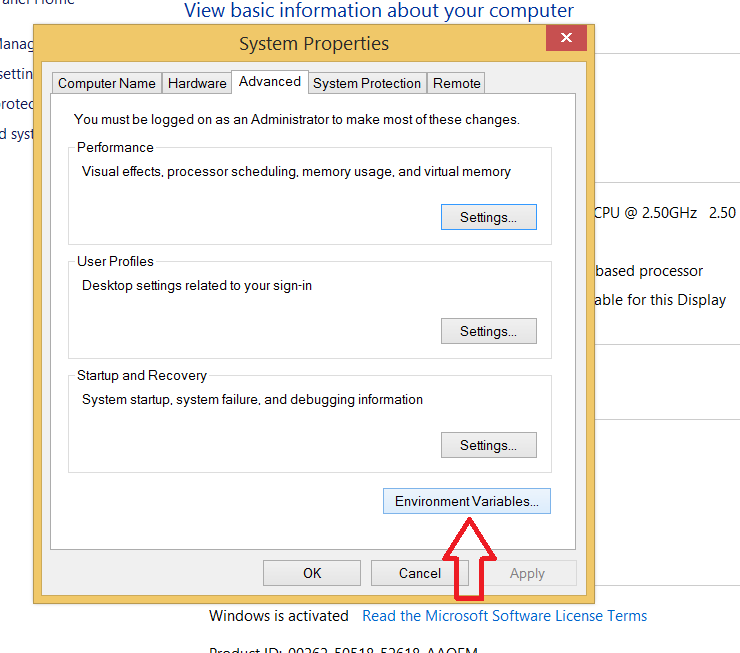 anel Home
View basic information about your computer
Manag
settin
protec
d syst
System Properties
Computer Name
Hardware
Advanced
System Protection
Remote
You must be logged on as an Administrator to make most of these changes.
Performance
Visual effects, processor scheduling, memory usage, and virtual memory
Settings...
CPU @ 2.50GHz 2.50
User Profiles
Desktop settings related to your sign-in
based processor
able for this Display
Settings...
Startup and Recovery
System startup, system failure, and debugging information
Settings...
Environment Variables...
OK
Cancel
Apply
Windows is activated Read the Microsoft Software License Terms
Product ID: 00262-50518-52618-AAOEM